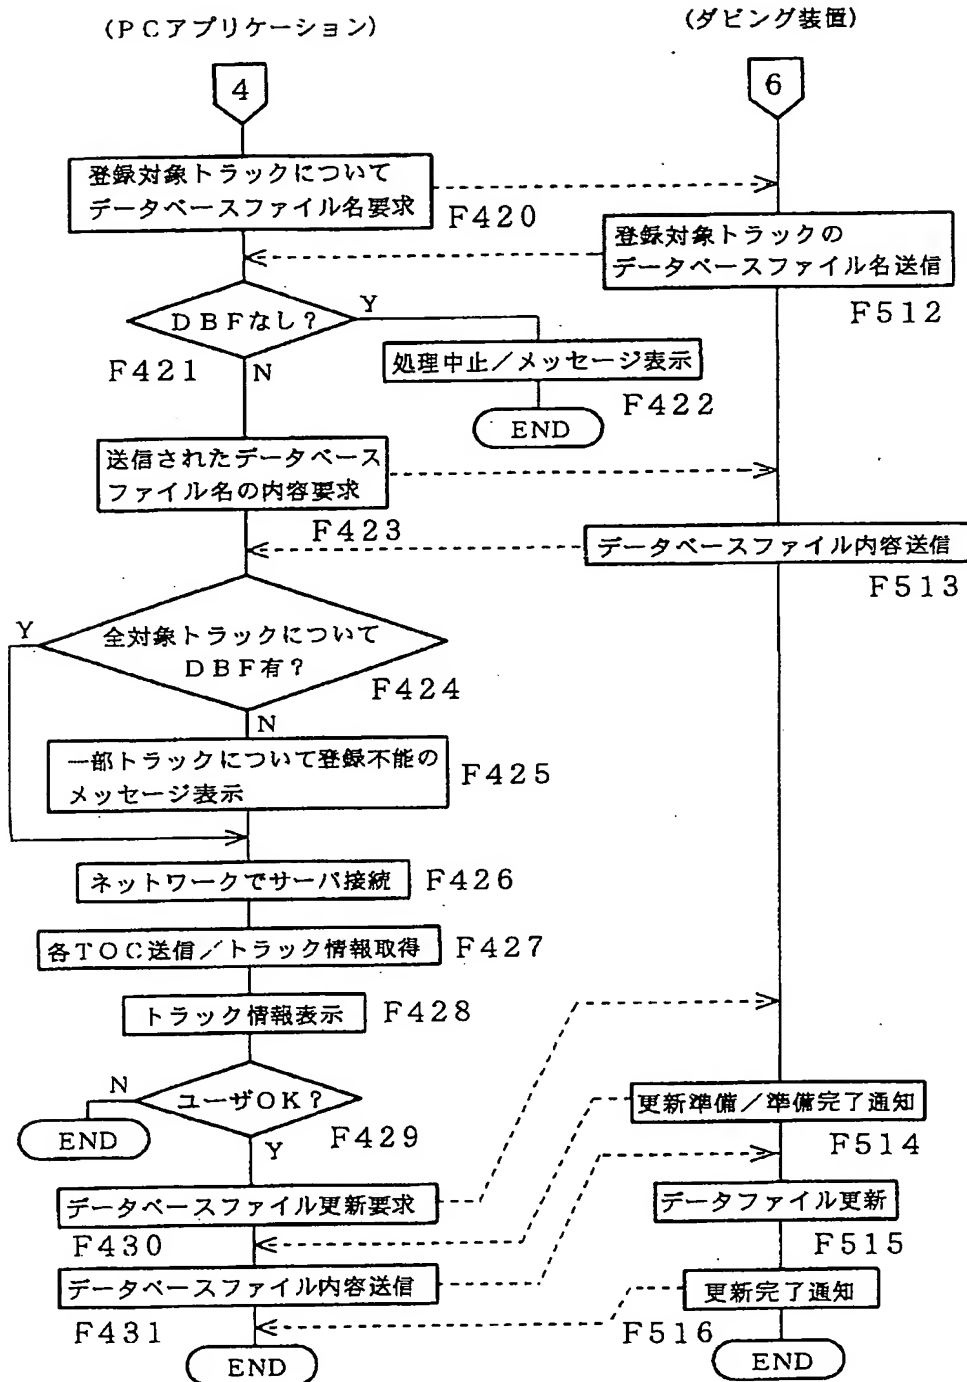 (PCアプリケーション)
(ダビング装置)
4
6
登録対象トラックについて
データベースファイル名要求
F420
登録対象トラックの
データベースファイル名送信
F512
DBFなし?
Y
F421
N
処理中止/メッセージ表示
F422
END
送信されたデータベース
ファイル名の内容要求
F423
データベースファイル内容送信
F513
Y
全対象トラックについて
DBF有?
F424
N
一部トラックについて登録不能の
メッセージ表示
F425
ネットワークでサーバ接続
F426
各TOC送信/トラック情報取得
F427
トラック情報表示
F428
N
ユーザOK?
END
F429
Y
更新準備/準備完了通知
F514
データベースファイル更新要求
F430
データファイル更新
F515
データベースファイル内容送信
F431
更新完了通知
F516
END
END